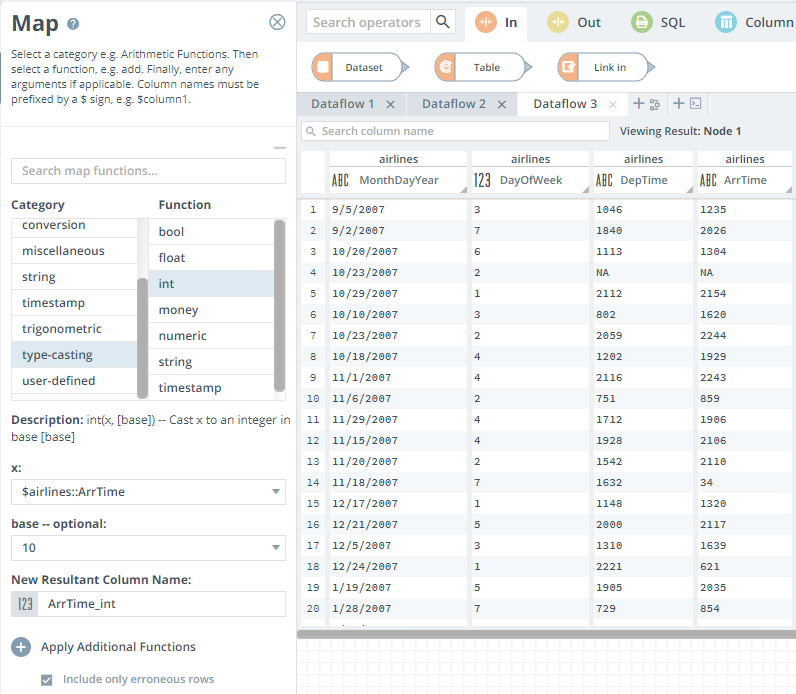 Map ?
Select a category e.g. Arithmetic Functions. Then
select a function, e.g. add. Finally, enter any
arguments if applicable. Column names must be
prefixed by a $ sign, e.g. $column1.
Search map functions...
Category Function
conversion
miscellaneous
string
timestamp
trigonometric
type-casting
user-defined
bool
float
int
money
numeric
string
timestamp
Description: int(x, [base]) -- Cast x to an integer in
base [base]
x:
$airlines::ArrTime
base -- optional:
10
New Resultant Column Name:
123 ArrTime_int
Apply Additional Functions
Include only erroneous rows
Search operators In Out SQL Column
Dataset Table Link in
Dataflow 1 Dataflow 2 Dataflow 3
Search column name Viewing Result: Node 1
airlines airlines airlines airlines
ABC MonthDayYear 123 DayOfWeek ABC DepTime ABC ArrTime
1 9/5/2007 3 1046 1235
2 9/2/2007 7 1840 2026
3 10/20/2007 6 1113 1304
4 10/23/2007 2 NA NA
5 10/29/2007 1 2112 2154
6 10/10/2007 3 802 1620
7 10/23/2007 2 2059 2244
8 10/18/2007 4 1202 1929
9 11/1/2007 4 2116 2243
10 11/6/2007 2 751 859
11 11/29/2007 4 1712 1906
12 11/15/2007 4 1928 2106
13 11/20/2007 2 1542 2110
14 11/18/2007 7 1632 34
15 12/17/2007 1 1148 1320
16 12/21/2007 5 2000 2117
17 12/5/2007 3 1310 1639
18 12/24/2007 1 2221 621
19 1/19/2007 5 1905 2035
20 1/28/2007 7 729 854